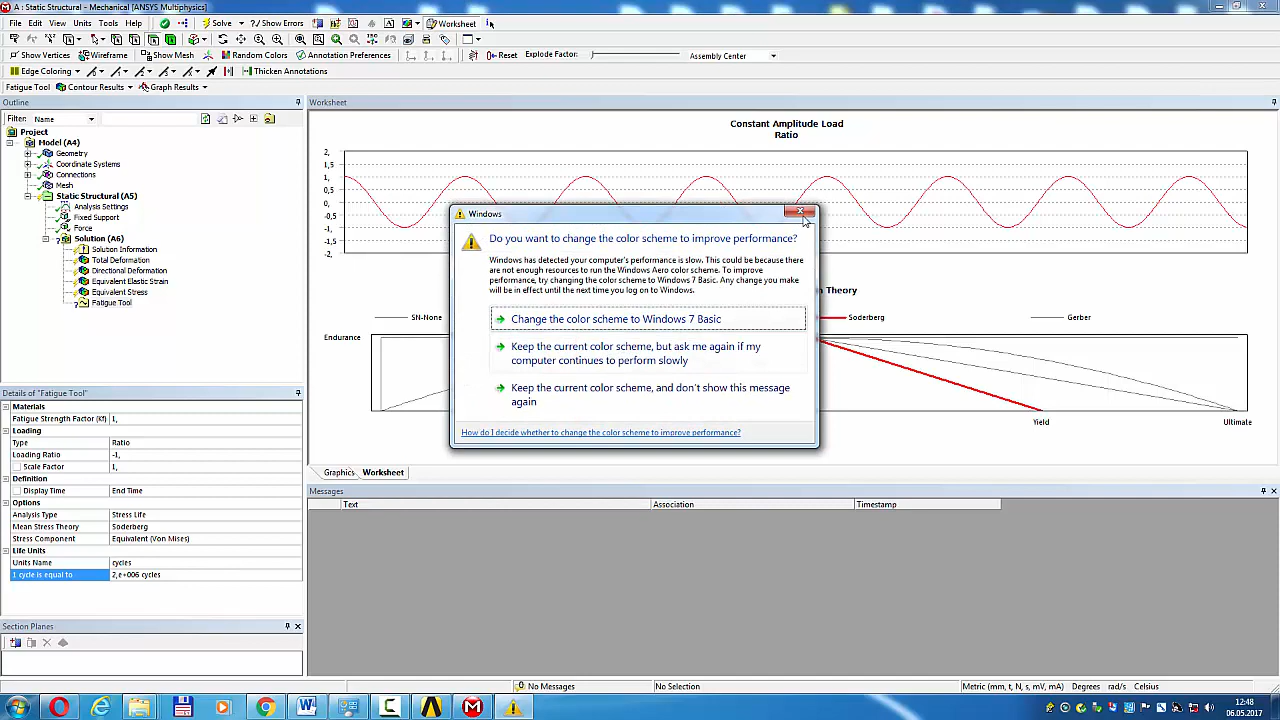 A : Static Structural - Mechanical [ANSYS Multiphysics]
File Edit View Units Tools Help Solve Show Errors Worksheet
Show Vertices Wireframe Show Mesh Random Colors Annotation Preferences Reset Explode Factor: Assembly Center
Edge Coloring Thicken Annotations
Fatigue Tool Contour Results Graph Results
Outline
Filter: Name
Project
Model (A4)
Geometry
Coordinate Systems
Connections
Mesh
Static Structural (A5)
Analysis Settings
Fixed Support
Force
Solution (A6)
Solution Information
Total Deformation
Directional Deformation
Equivalent Elastic Strain
Equivalent Stress
Fatigue Tool
Details of "Fatigue Tool"
Materials
Fatigue Strength Factor (Kf) 1,
Loading
Type Ratio
Loading Ratio -1,
Scale Factor 1,
Definition
Display Time End Time
Options
Analysis Type Stress Life
Mean Stress Theory Soderberg
Stress Component Equivalent (Von Mises)
Life Units
Units Name cycles
1 cycle is equal to 2,e+006 cycles
Section Planes
Worksheet
Constant Amplitude Load
Ratio
2,
1,5
1,
0,5
0,
-0,5
-1,
-1,5
-2,
n Theory
SN-None Soderberg Gerber
Endurance
Yield Ultimate
Windows
Do you want to change the color scheme to improve performance?
Windows has detected your computer's performance is slow. This could be because there
are not enough resources to run the Windows Aero color scheme. To improve
performance, try changing the color scheme to Windows 7 Basic. Any change you make
will be in effect until the next time you log on to Windows.
Change the color scheme to Windows 7 Basic
Keep the current color scheme, but ask me again if my
computer continues to perform slowly
Keep the current color scheme, and don't show this message
again
How do I decide whether to change the color scheme to improve performance?
Graphics Worksheet
Messages
Text Association Timestamp
No Messages No Selection Metric (mm, t, N, s, mV, mA) Degrees rad/s Celsius
12:48
06.05.2017